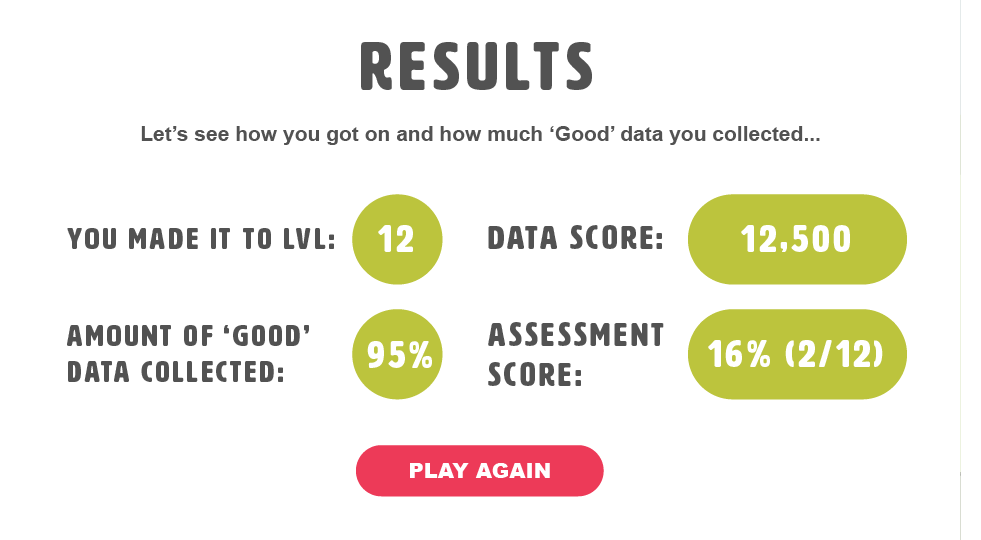 RESULTS
Let’s see how you got on and how much ‘Good’ data you collected...
YOU MADE IT TO LVL: 12
DATA SCORE: 12,500
AMOUNT OF ‘GOOD’
DATA COLLECTED: 95%
ASSESSMENT
SCORE: 16% (2/12)
PLAY AGAIN